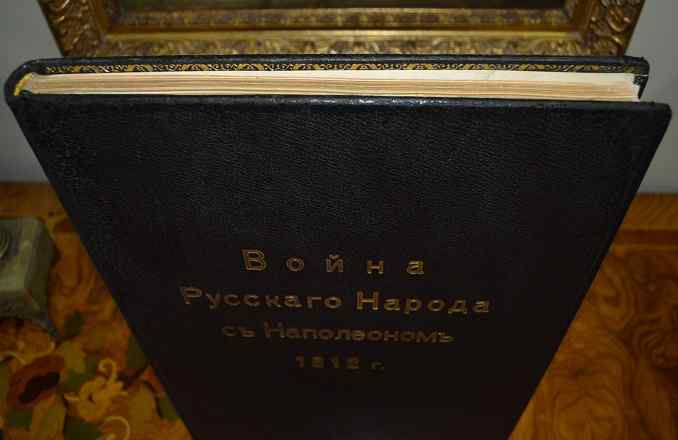 Война
Русскаго Народа
съ Наполеономъ
1812 г.